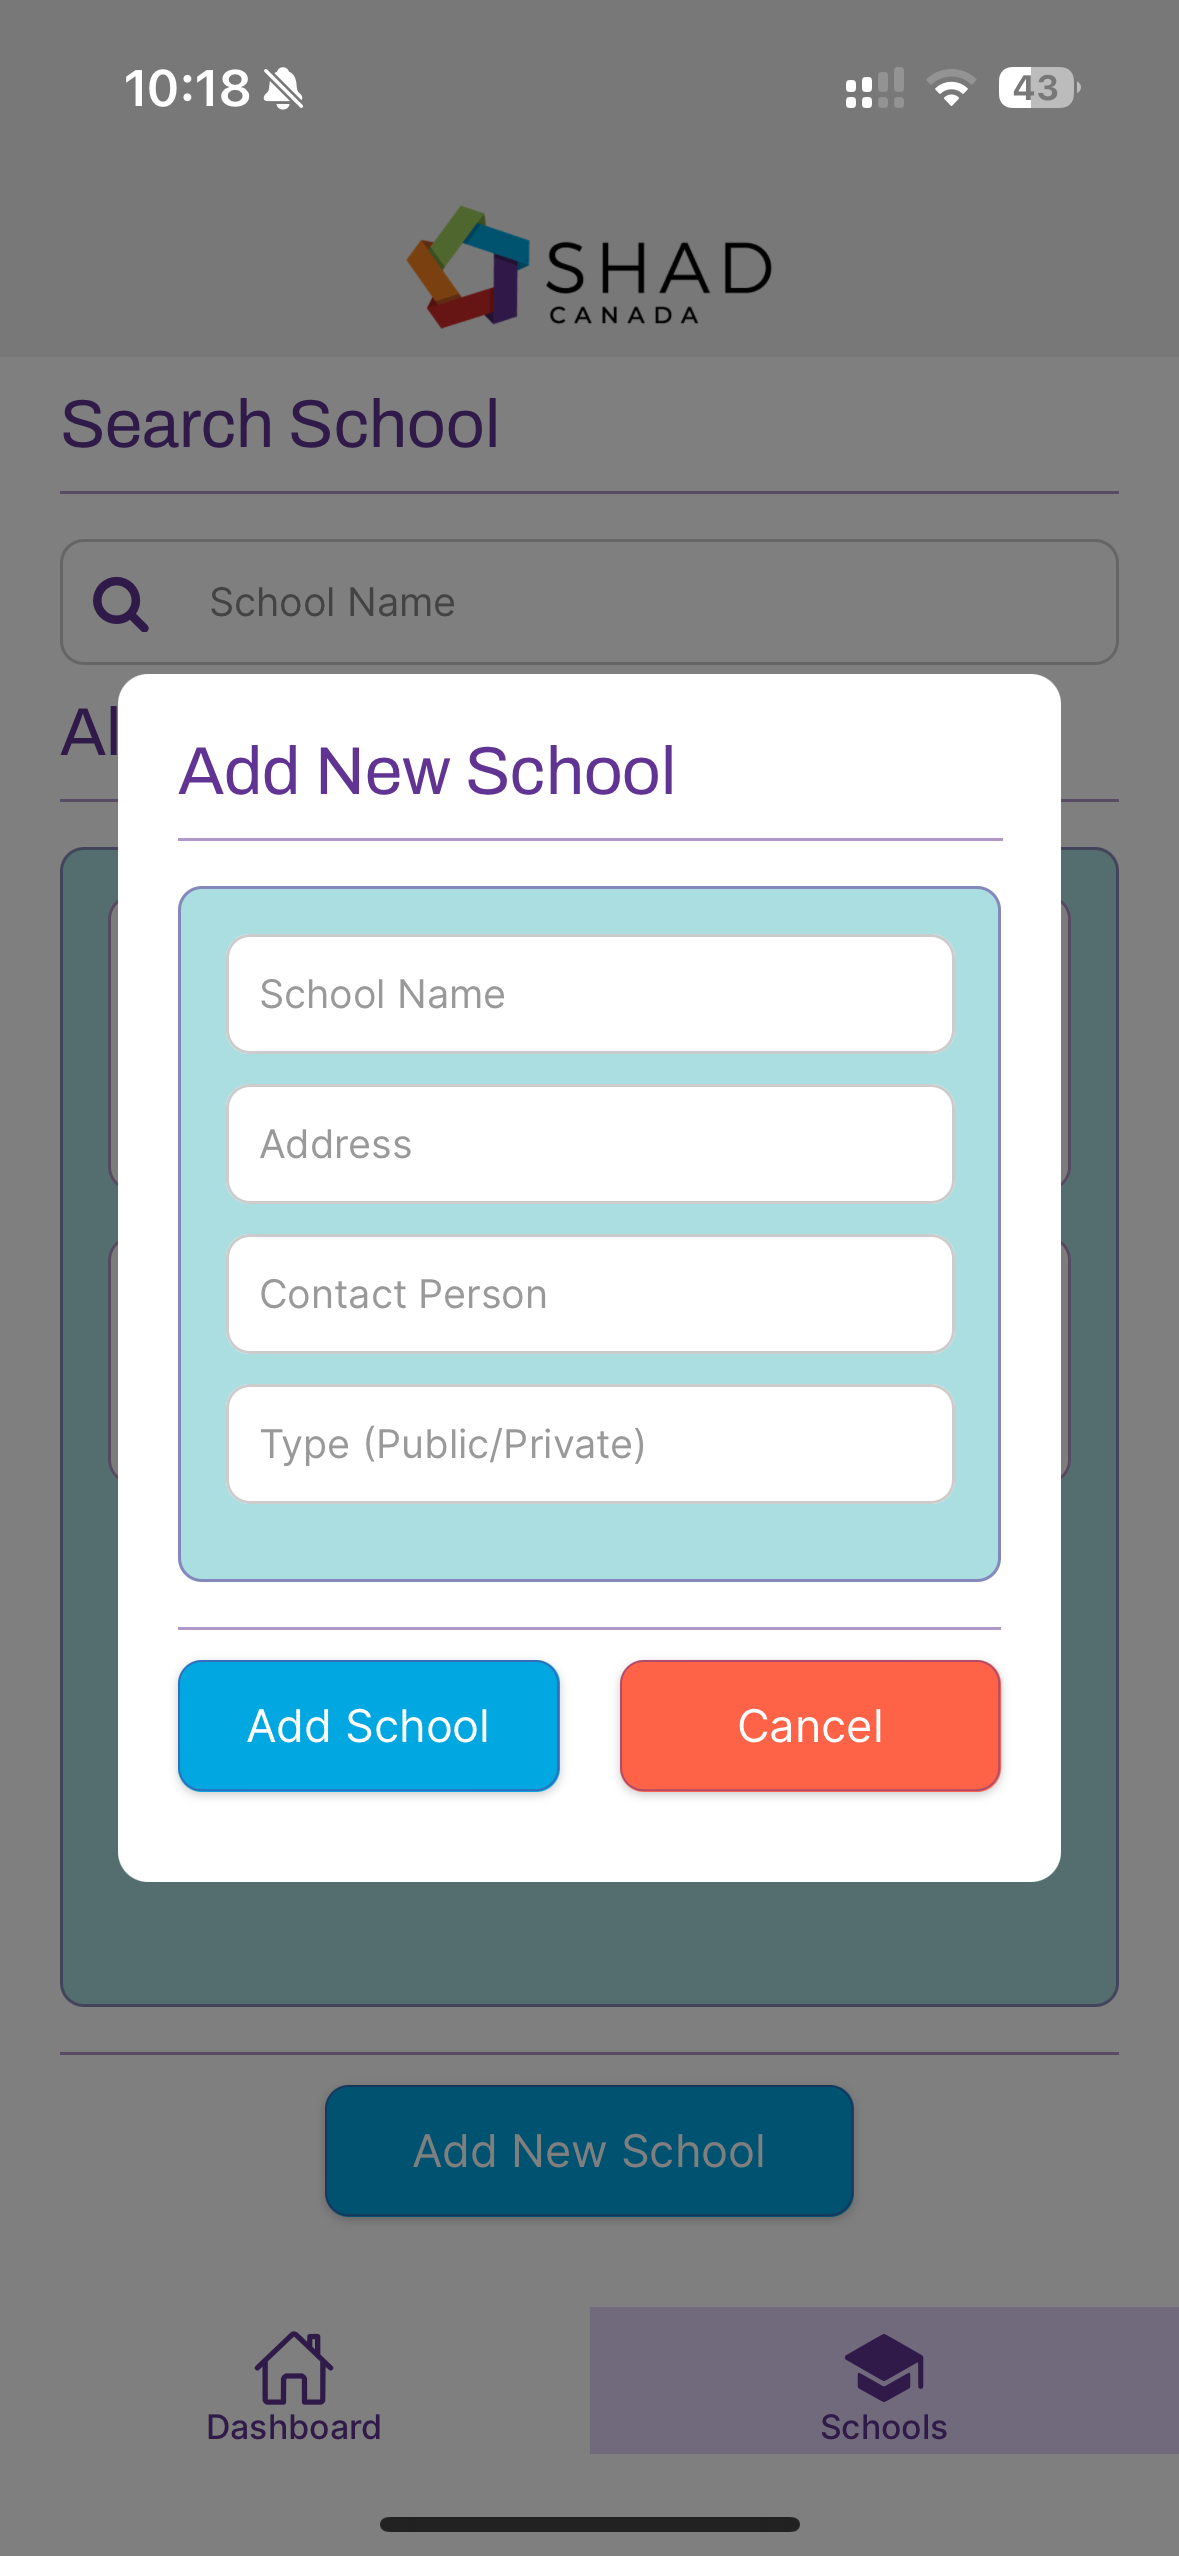 10:18
43
SHAD
CANADA
Search School
School Name
Add New School
School Name
Address
Contact Person
Type (Public/Private)
Add School
Cancel
Add New School
Dashboard
Schools